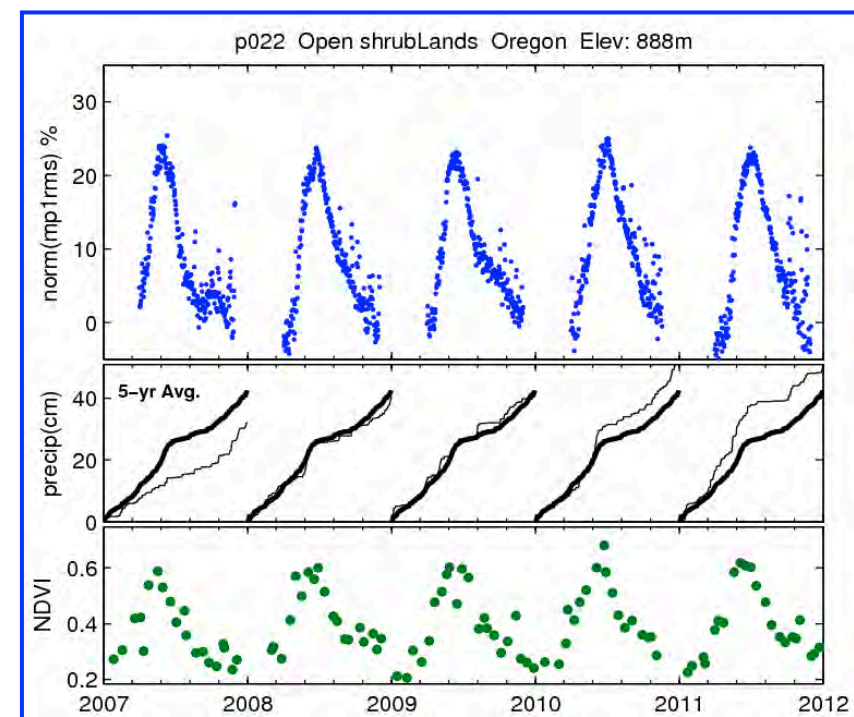 p022 Open shrubLands Oregon Elev: 888m
norm(mp1rms) %
30
20
10
0
precip(cm)
5-yr Avg.
40
20
0
NDVI
0.6
0.4
0.2
2007 2008 2009 2010 2011 2012